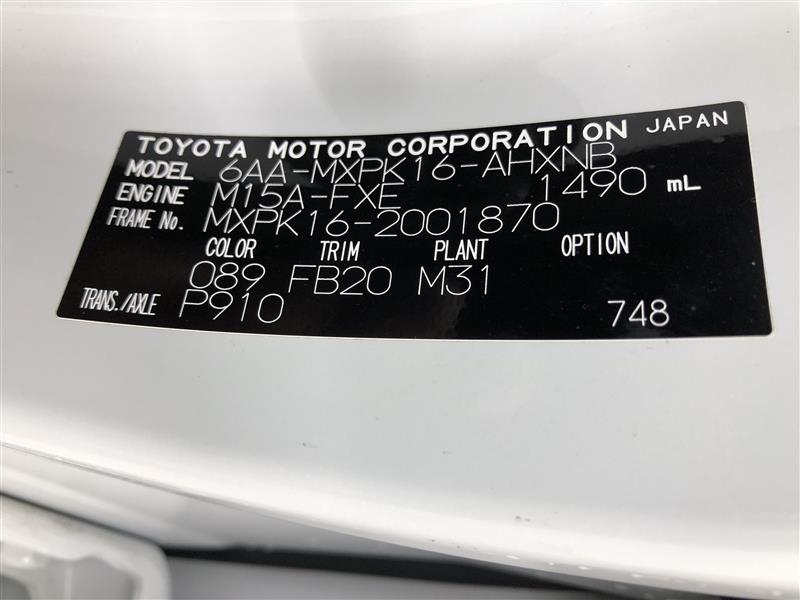 TOYOTA MOTOR CORPORATION JAPAN
MODEL 6AA-MXPK16-AHXNB
ENGINE M15A-FXE 1490 mL
FRAME No. MXPK16-2001870
COLOR TRIM PLANT OPTION
089 FB20 M31
TRANS./AXLE P910 748